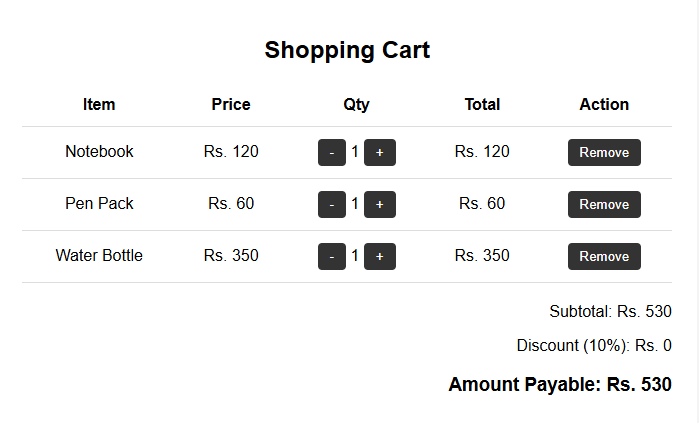 Shopping Cart
Item Price Qty Total Action
Notebook Rs. 120 - 1 + Rs. 120 Remove
Pen Pack Rs. 60 - 1 + Rs. 60 Remove
Water Bottle Rs. 350 - 1 + Rs. 350 Remove
Subtotal: Rs. 530
Discount (10%): Rs. 0
Amount Payable: Rs. 530